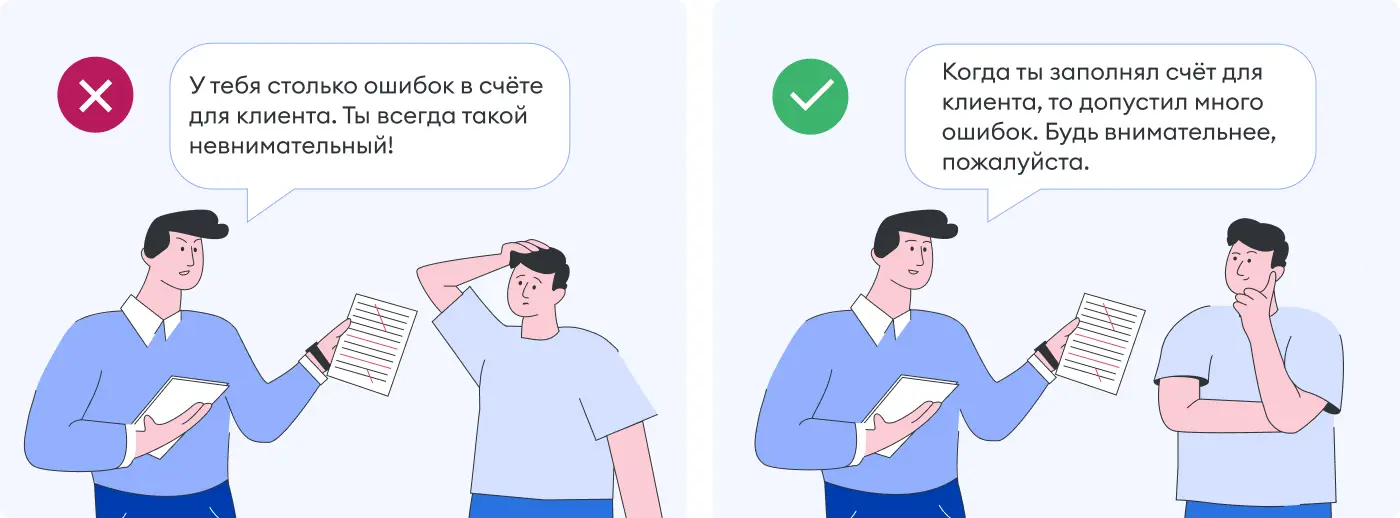 У тебя столько ошибок в счёте
для клиента. Ты всегда такой
невнимательный!
Когда ты заполнял счёт для
клиента, то допустил много
ошибок. Будь внимательнее,
пожалуйста.